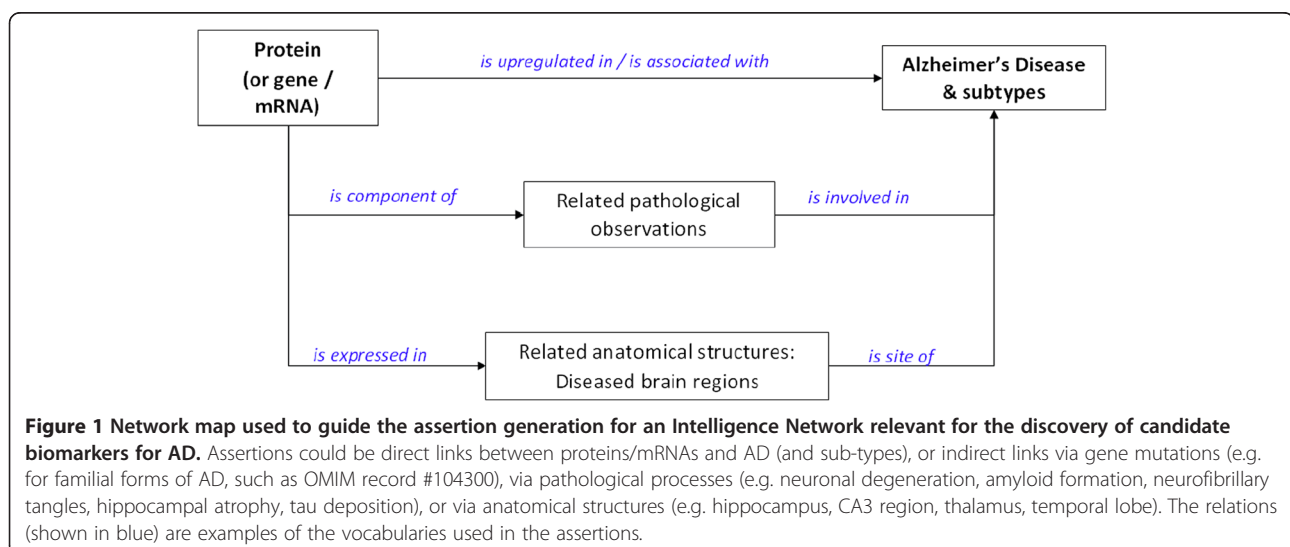 Protein
(or gene /
mRNA)
is upregulated in / is associated with
Alzheimer's Disease
& subtypes
is component of
Related pathological
observations
is involved in
is expressed in
Related anatomical structures:
Diseased brain regions
is site of
Figure 1 Network map used to guide the assertion generation for an Intelligence Network relevant for the discovery of candidate
biomarkers for AD. Assertions could be direct links between proteins/mRNAs and AD (and sub-types), or indirect links via gene mutations (e.g.
for familial forms of AD, such as OMIM record #104300), via pathological processes (e.g. neuronal degeneration, amyloid formation, neurofibrillary
tangles, hippocampal atrophy, tau deposition), or via anatomical structures (e.g. hippocampus, CA3 region, thalamus, temporal lobe). The relations
(shown in blue) are examples of the vocabularies used in the assertions.